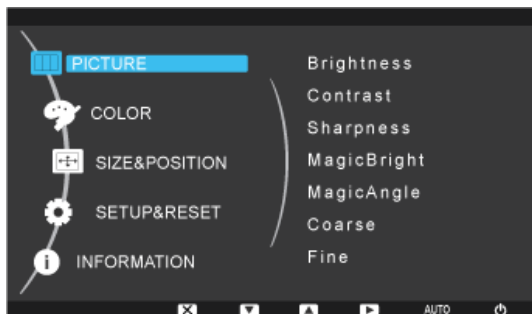 PICTURE
COLOR
SIZE&POSITION
SETUP&RESET
INFORMATION
Brightness
Contrast
Sharpness
MagicBright
MagicAngle
Coarse
Fine
AUTO